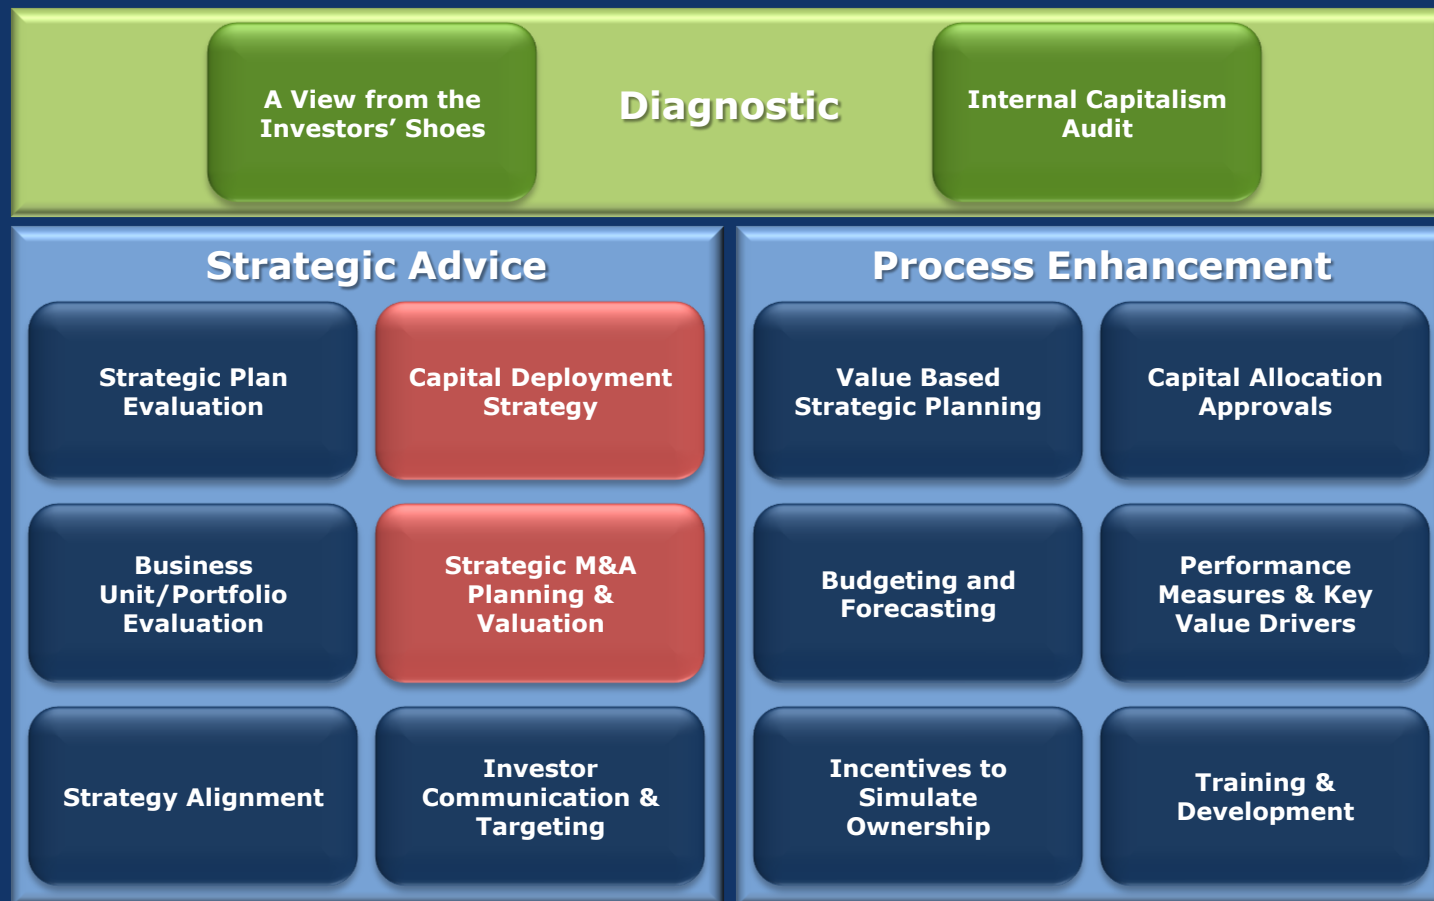 A View from the
Investors’ Shoes
Diagnostic
Internal Capitalism
Audit
Strategic Advice
Strategic Plan
Evaluation
Capital Deployment
Strategy
Business
Unit/Portfolio
Evaluation
Strategic M&A
Planning &
Valuation
Strategy Alignment
Investor
Communication &
Targeting
Process Enhancement
Value Based
Strategic Planning
Capital Allocation
Approvals
Budgeting and
Forecasting
Performance
Measures & Key
Value Drivers
Incentives to
Simulate
Ownership
Training &
Development